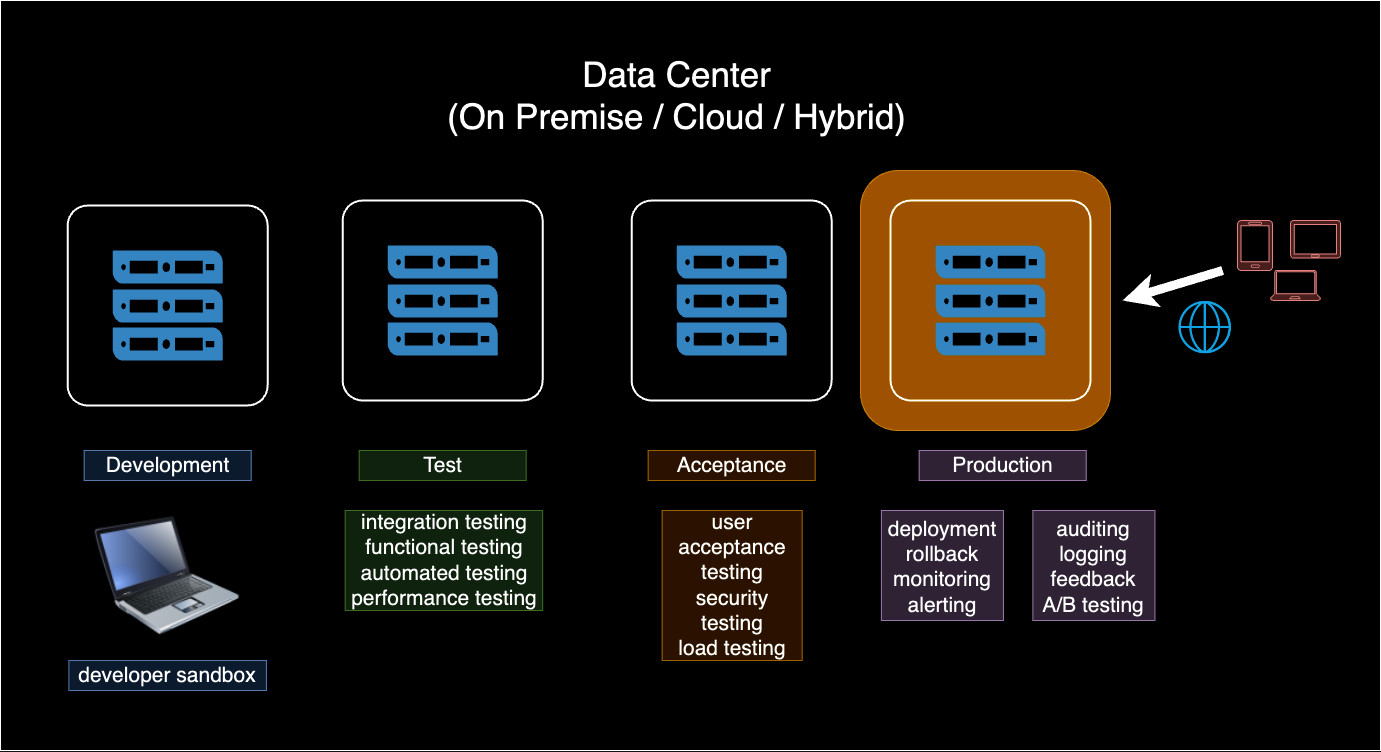 Data Center
(On Premise / Cloud / Hybrid)
Development
Test
Acceptance
Production
developer sandbox
integration testing
functional testing
automated testing
performance testing
user
acceptance
testing
security
testing
load testing
deployment
rollback
monitoring
alerting
auditing
logging
feedback
A/B testing